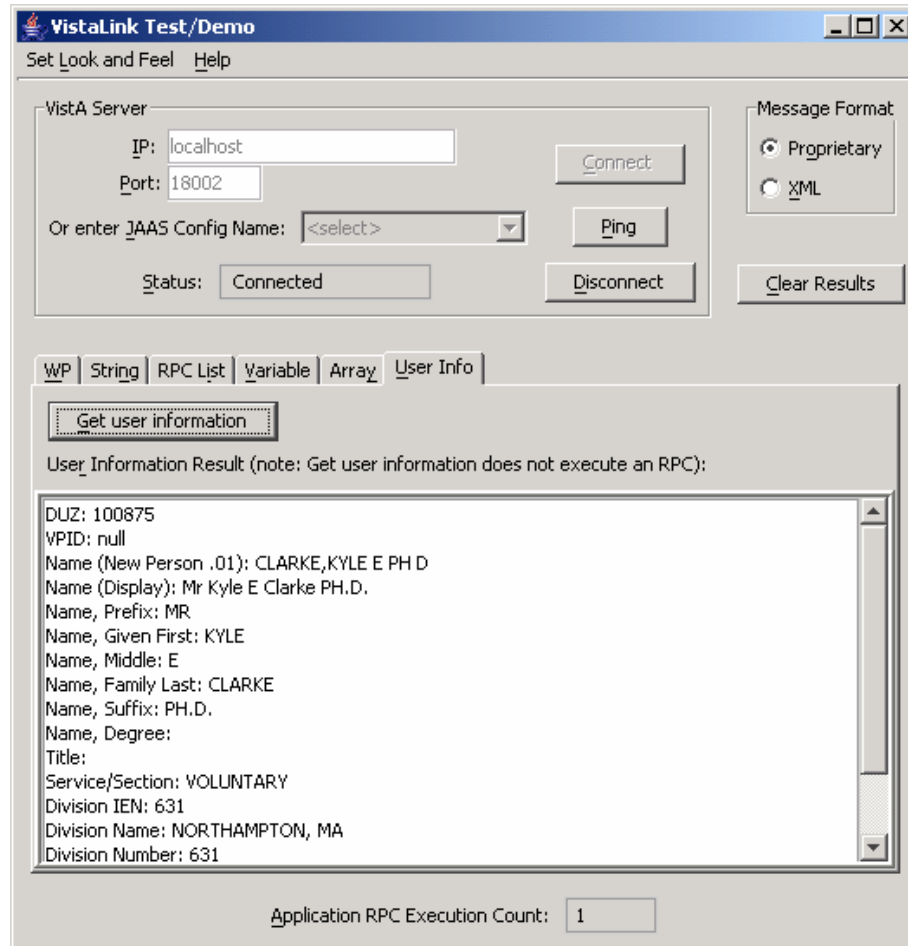 VistaLink Test/Demo
Set Look and Feel Help
VistA Server
Message Format
IP: localhost
Port: 18002
Connect
Proprietary
XML
Or enter JAAS Config Name: <select>
Ping
Status: Connected
Disconnect
Clear Results
WP String RPC List Variable Array User Info
Get user information
User Information Result (note: Get user information does not execute an RPC):
DUZ: 100875
VPID: null
Name (New Person .01): CLARKE,KYLE E PH D
Name (Display): Mr Kyle E Clarke PH.D.
Name, Prefix: MR
Name, Given First: KYLE
Name, Middle: E
Name, Family Last: CLARKE
Name, Suffix: PH.D.
Name, Degree:
Title:
Service/Section: VOLUNTARY
Division IEN: 631
Division Name: NORTHAMPTON, MA
Division Number: 631
Application RPC Execution Count: 1